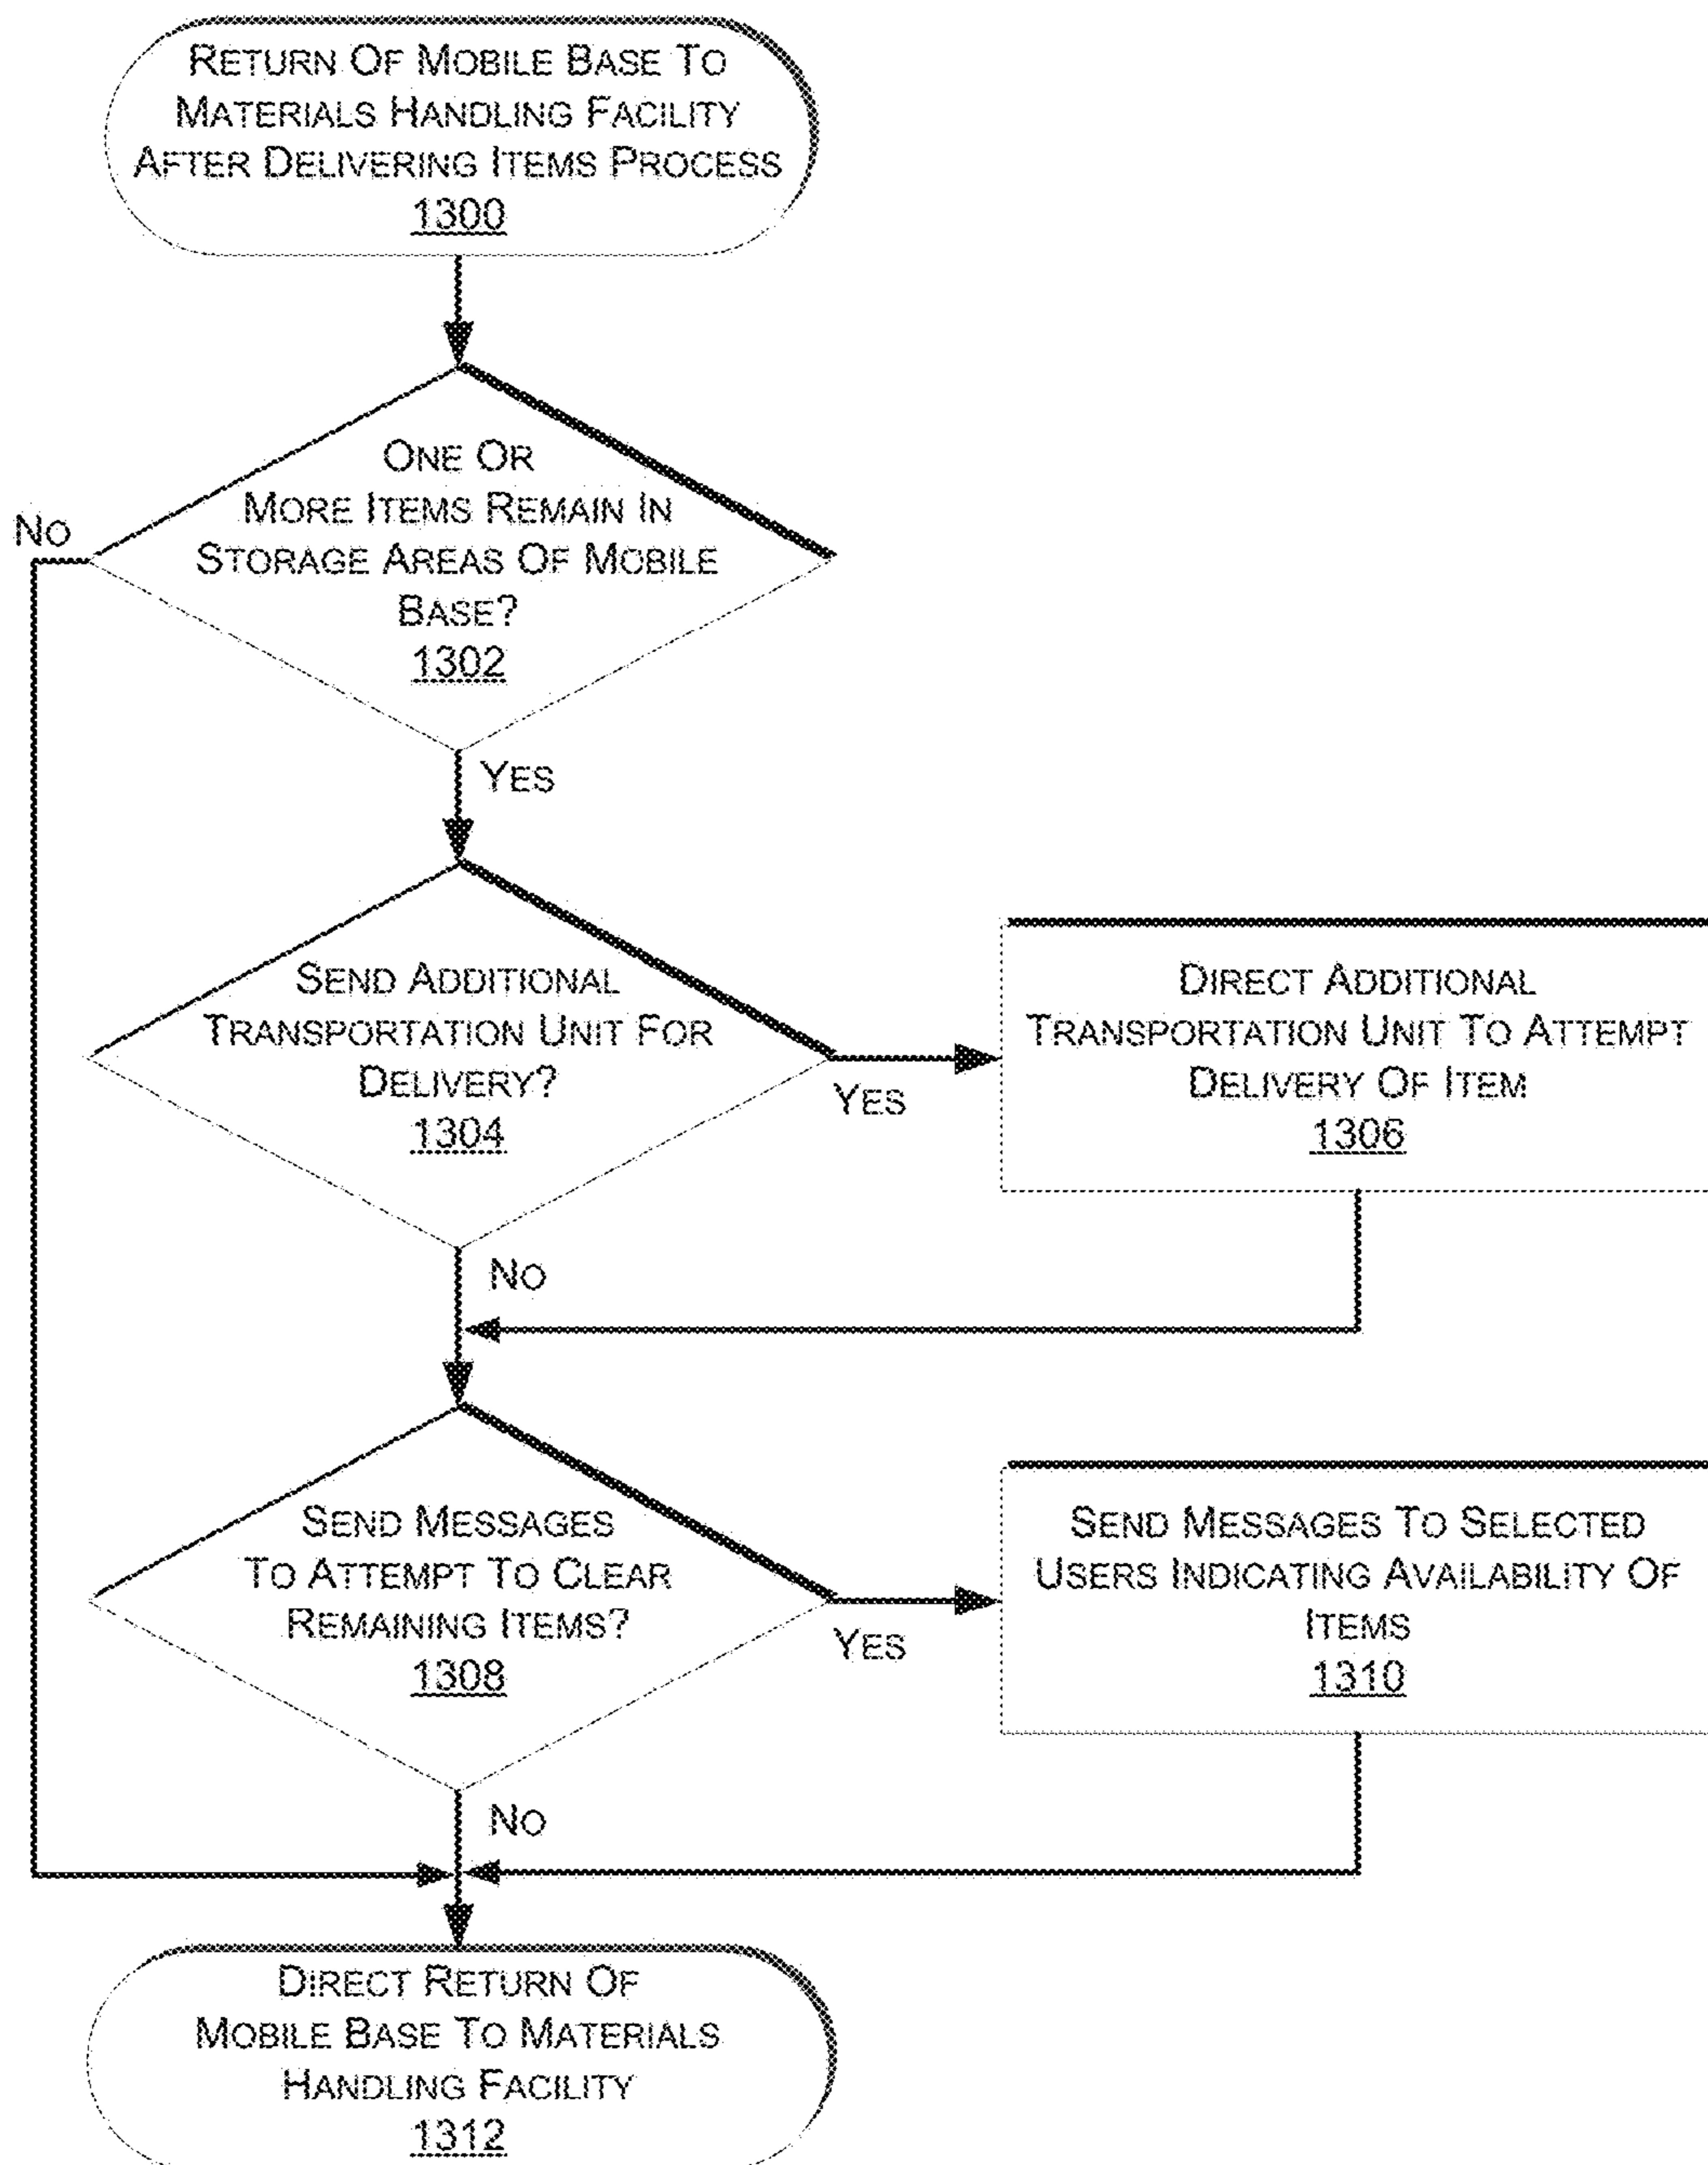 RETURN OF MOBILE BASE TO
MATERIALS HANDLING FACILITY
AFTER DELIVERING ITEMS PROCESS
1300
ONE OR
MORE ITEMS REMAIN IN
STORAGE AREAS OF MOBILE
BASE?
1302
NO
YES
SEND ADDITIONAL
TRANSPORTATION UNIT FOR
DELIVERY?
1304
YES
DIRECT ADDITIONAL
TRANSPORTATION UNIT TO ATTEMPT
DELIVERY OF ITEM
1306
NO
SEND MESSAGES
TO ATTEMPT TO CLEAR
REMAINING ITEMS?
1308
YES
SEND MESSAGES TO SELECTED
USERS INDICATING AVAILABILITY OF
ITEMS
1310
NO
DIRECT RETURN OF
MOBILE BASE TO MATERIALS
HANDLING FACILITY
1312